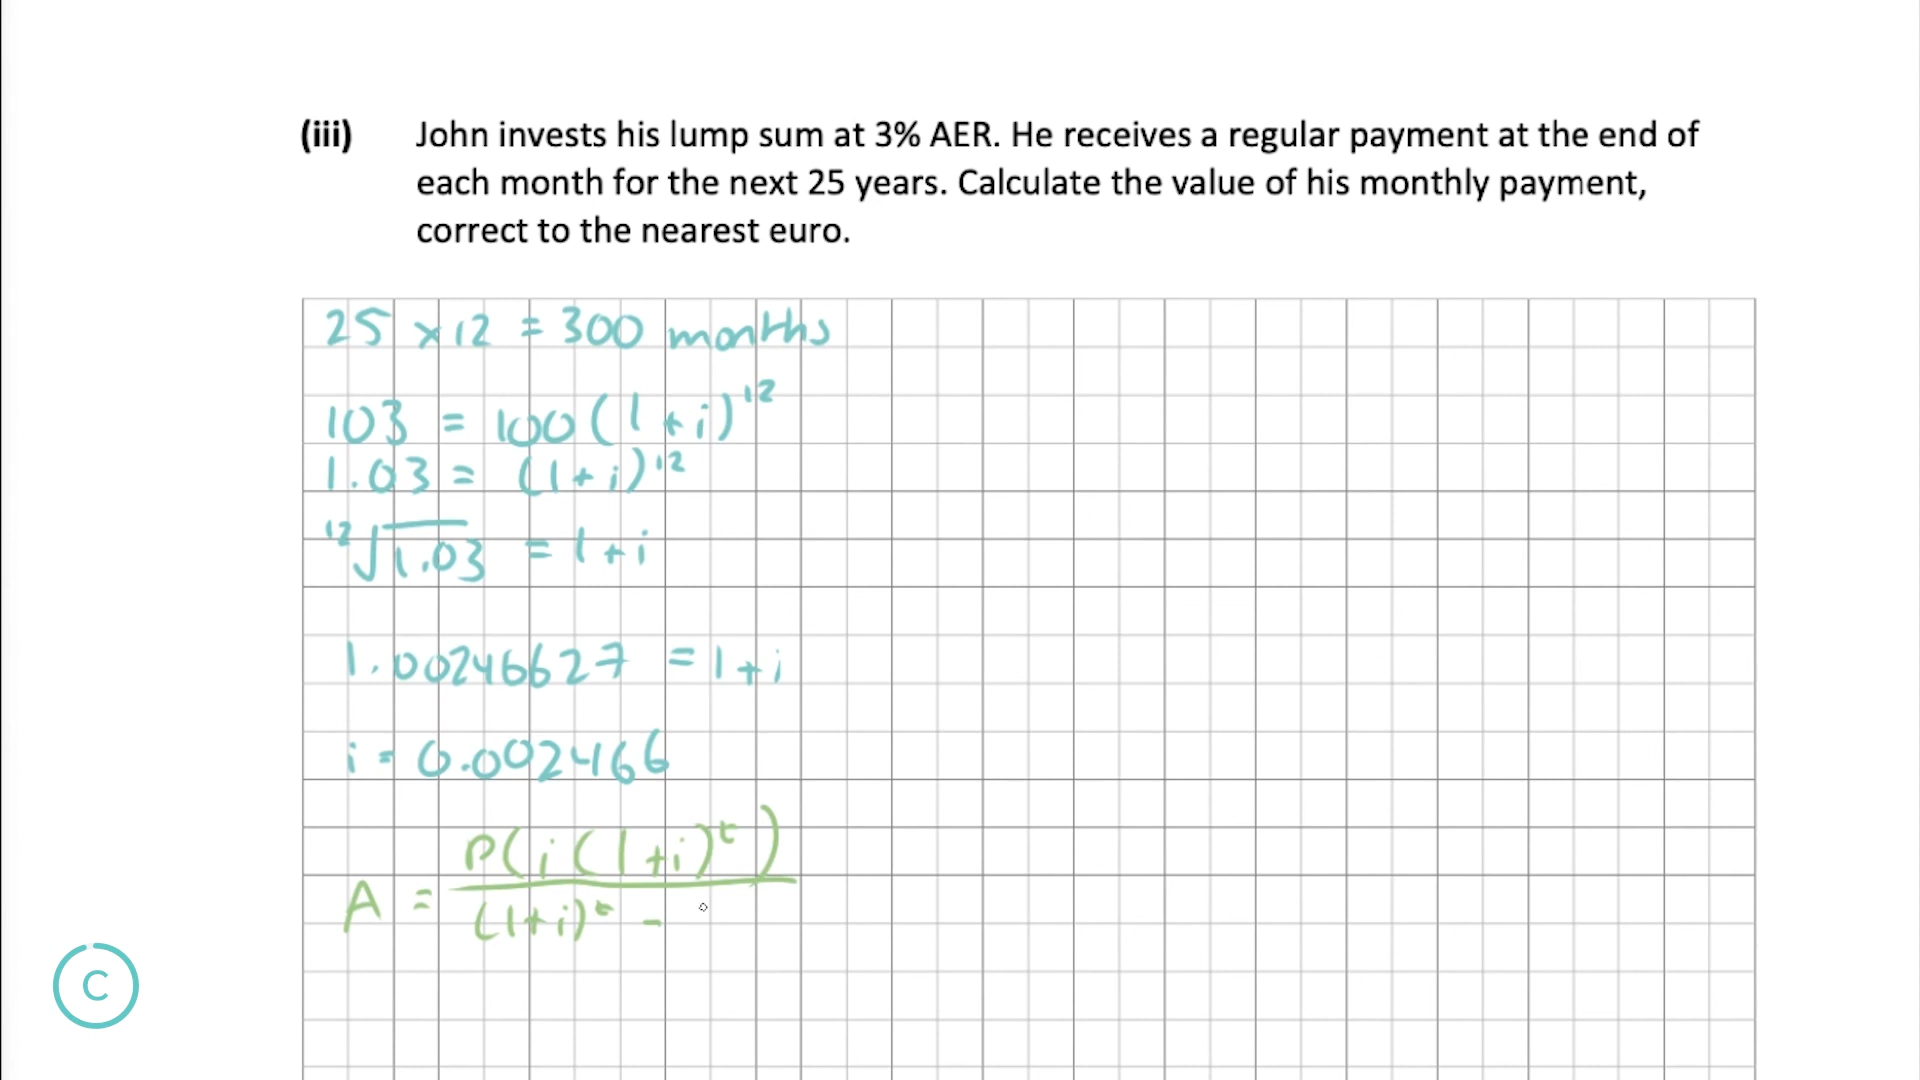 (iii) John invests his lump sum at 3% AER. He receives a regular payment at the end of
each month for the next 25 years. Calculate the value of his monthly payment,
correct to the nearest euro.
25 × 12 = 300 months
103 = 100(1+i)¹²
1.03 = (1+i)¹²
¹²√1.03 = 1+i
1.00246627 = 1+i
i = 0.002466
P(i(1+i)ᵗ)
A =
(1+i)ᵗ -
C